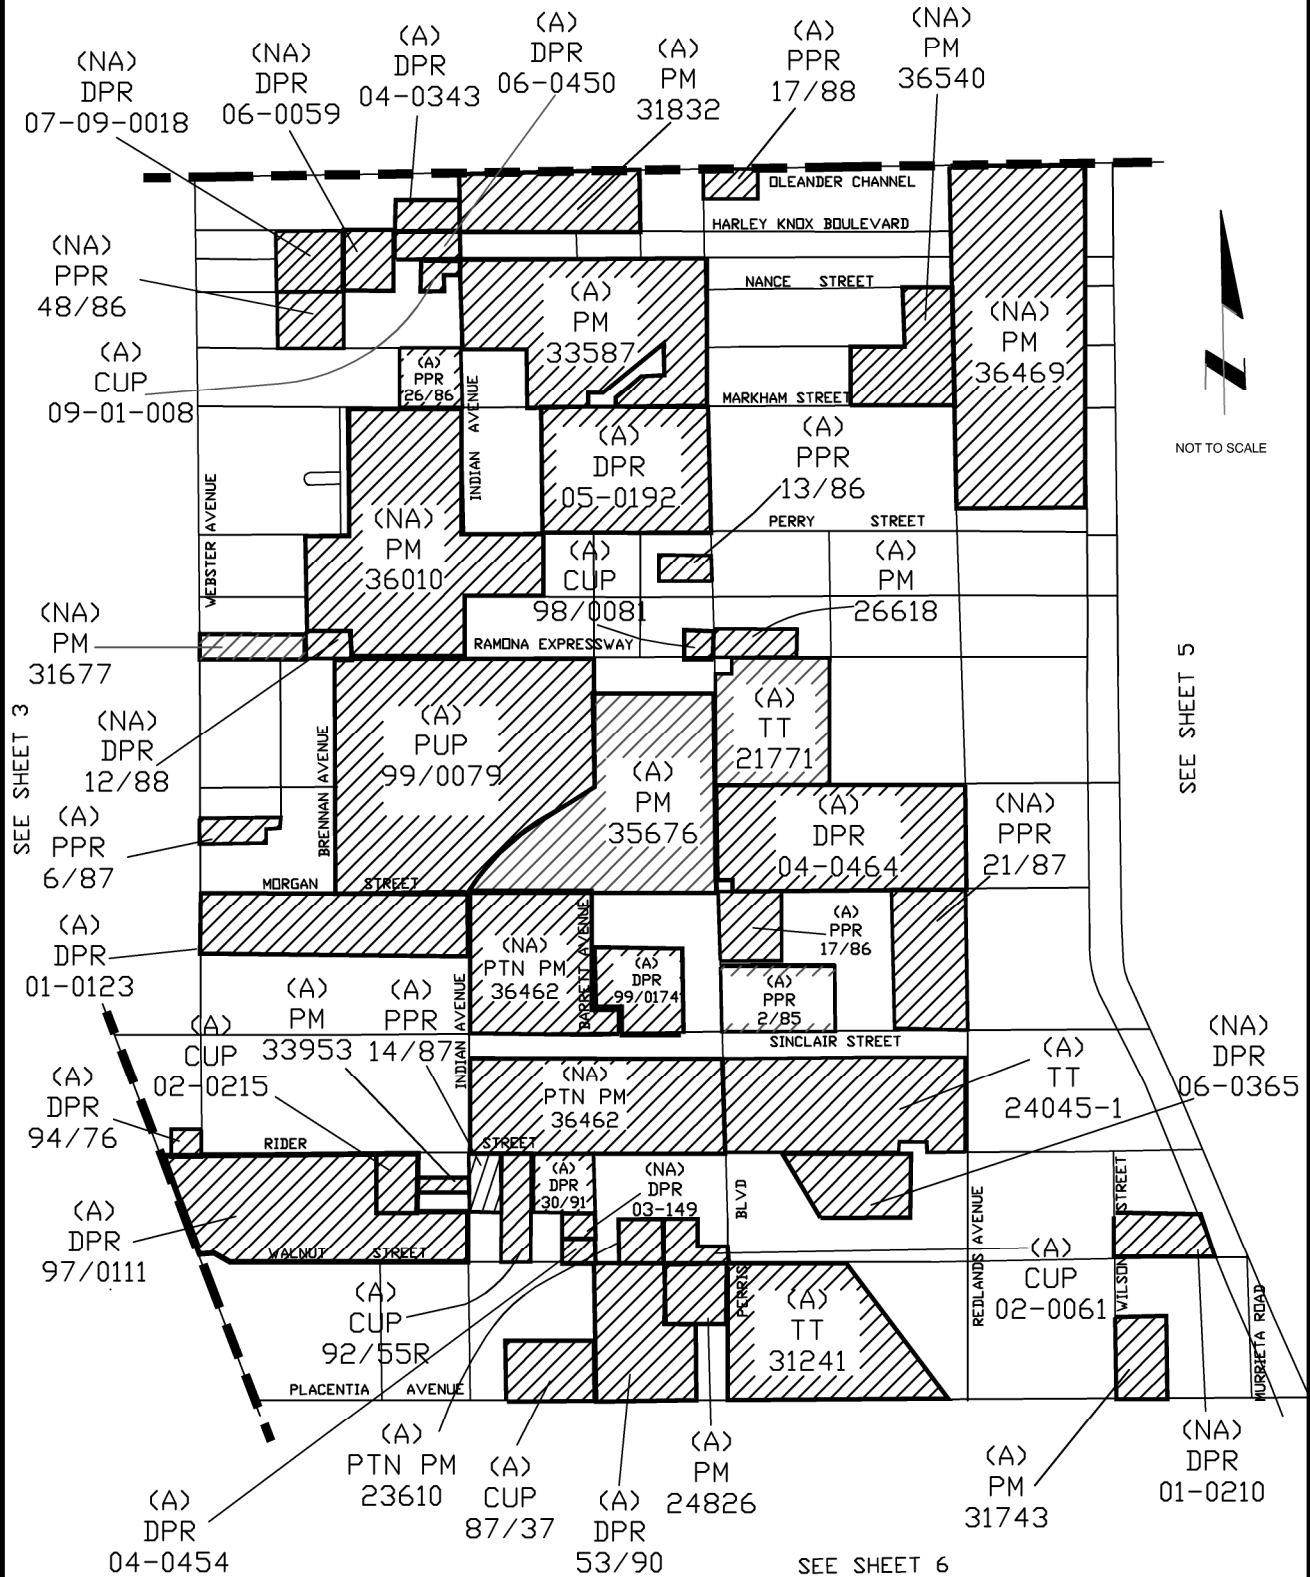 (NA)
DPR
07-09-0018
(NA)
DPR
06-0059
(A)
DPR
04-0343
(A)
DPR
06-0450
(A)
PM
31832
(A)
PPR
17/88
(NA)
PM
36540
OLEANDER CHANNEL
HARLEY KNOX BOULEVARD
(NA)
PPR
48/86
NANCE STREET
(A)
PM
33587
(NA)
PM
36469
(A)
CUP
09-01-008
(A)
PPR
26/86
INDIAN AVENUE
MARKHAM STREET
NOT TO SCALE
(A)
DPR
05-0192
(A)
PPR
13/86
WEBSTER AVENUE
(NA)
PM
36010
PERRY STREET
(A)
CUP
98/0081
(A)
PM
26618
(NA)
PM
31677
RAMONA EXPRESSWAY
SEE SHEET 5
SEE SHEET 3
(NA)
DPR
12/88
BRENNAN AVENUE
(A)
PUP
99/0079
(A)
TT
21771
(A)
PM
35676
(A)
DPR
04-0464
(NA)
PPR
21/87
(A)
PPR
6/87
MORGAN STREET
(A)
DPR
01-0123
(NA)
PTN PM
36462
BARRETT AVENUE
(A)
DPR
99/0174
(A)
PPR
17/86
(A)
PPR
2/85
(A)
PM
33953
(A)
PPR
14/87
INDIAN AVENUE
(A)
CUP
02-0215
SINCLAIR STREET
(NA)
DPR
06-0365
(A)
TT
24045-1
(NA)
PTN PM
36462
(A)
DPR
94/76
RIDER STREET
(A)
DPR
30/91
(NA)
DPR
03-149
PERRIS BLVD
REDLANDS AVENUE
WILSON STREET
(A)
DPR
97/0111
WALNUT STREET
(A)
CUP
02-0061
(A)
CUP
92/55R
(A)
TT
31241
MURRIETA ROAD
PLACENTIA AVENUE
(A)
PTN PM
23610
(A)
CUP
87/37
(A)
DPR
53/90
(A)
PM
24826
(A)
PM
31743
(NA)
DPR
01-0210
(A)
DPR
04-0454
SEE SHEET 6